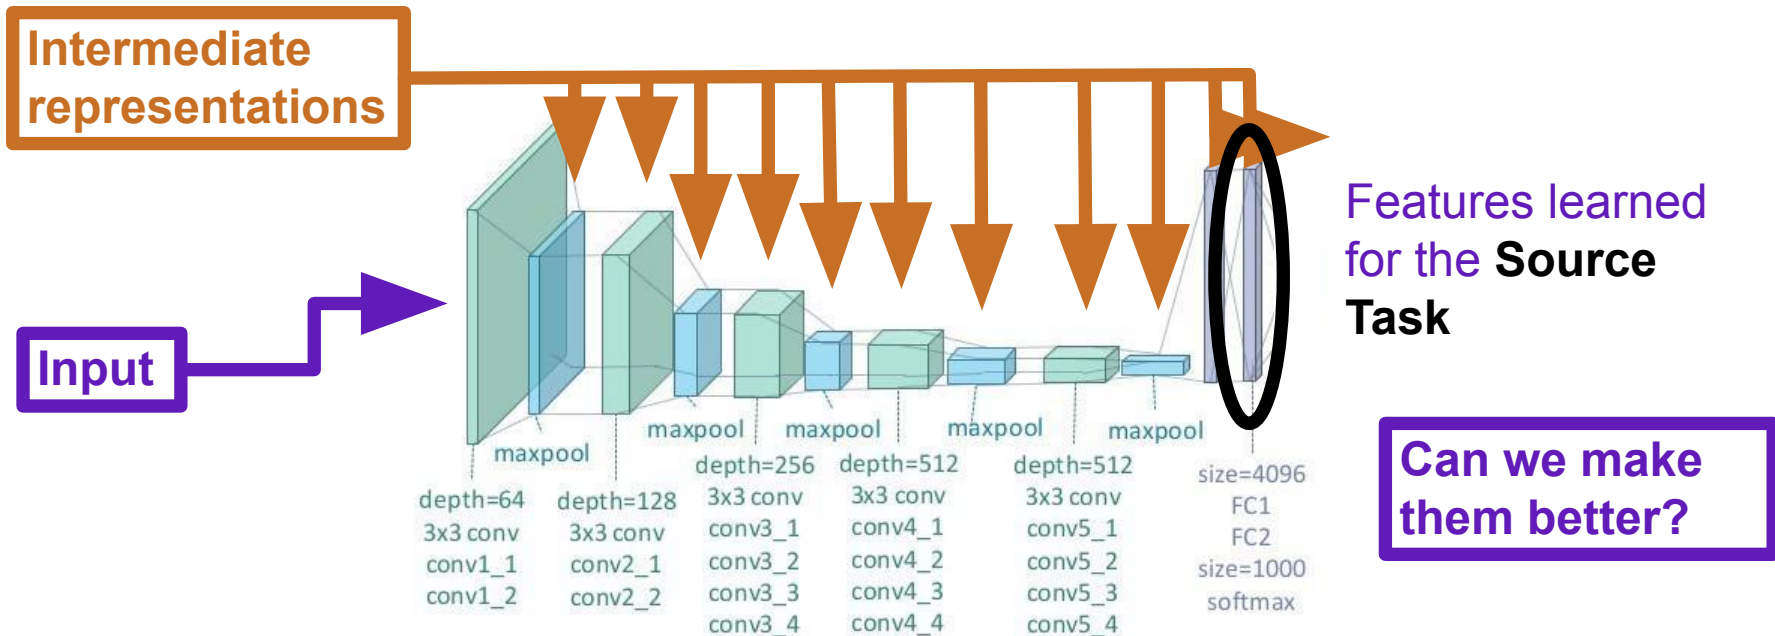 Intermediate
representations
Input
Features learned
for the Source
Task
Can we make
them better?
maxpool
maxpool
maxpool
maxpool
maxpool
depth=64
3x3 conv
conv1_1
conv1_2
depth=128
3x3 conv
conv2_1
conv2_2
depth=256
3x3 conv
conv3_1
conv3_2
conv3_3
conv3_4
depth=512
3x3 conv
conv4_1
conv4_2
conv4_3
conv4_4
depth=512
3x3 conv
conv5_1
conv5_2
conv5_3
conv5_4
size=4096
FC1
FC2
size=1000
softmax